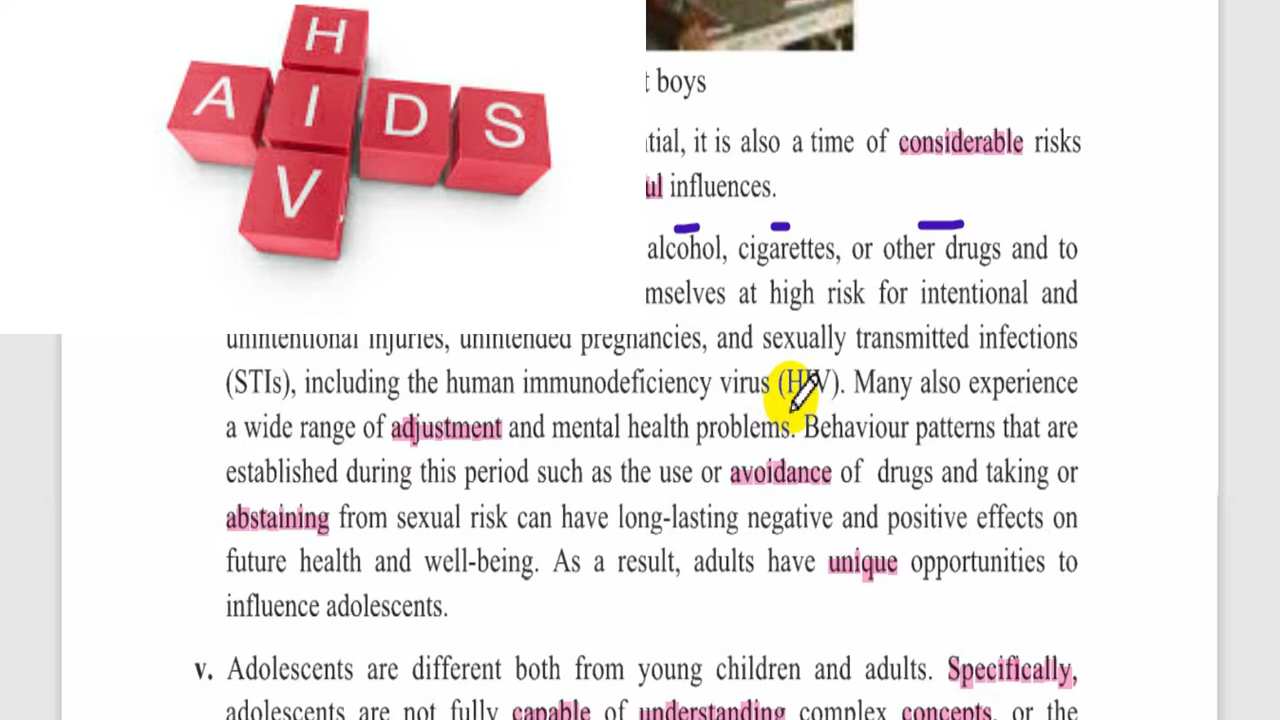 H
A I D S
V
t boys
tial, it is also a time of considerable risks
ul influences.
alcohol, cigarettes, or other drugs and to
mselves at high risk for intentional and
unintentional injuries, unintended pregnancies, and sexually transmitted infections
(STIs), including the human immunodeficiency virus (HIV). Many also experience
a wide range of adjustment and mental health problems. Behaviour patterns that are
established during this period such as the use or avoidance of drugs and taking or
abstaining from sexual risk can have long-lasting negative and positive effects on
future health and well-being. As a result, adults have unique opportunities to
influence adolescents.
v. Adolescents are different both from young children and adults. Specifically,
adolescents are not fully capable of understanding complex concepts, or the